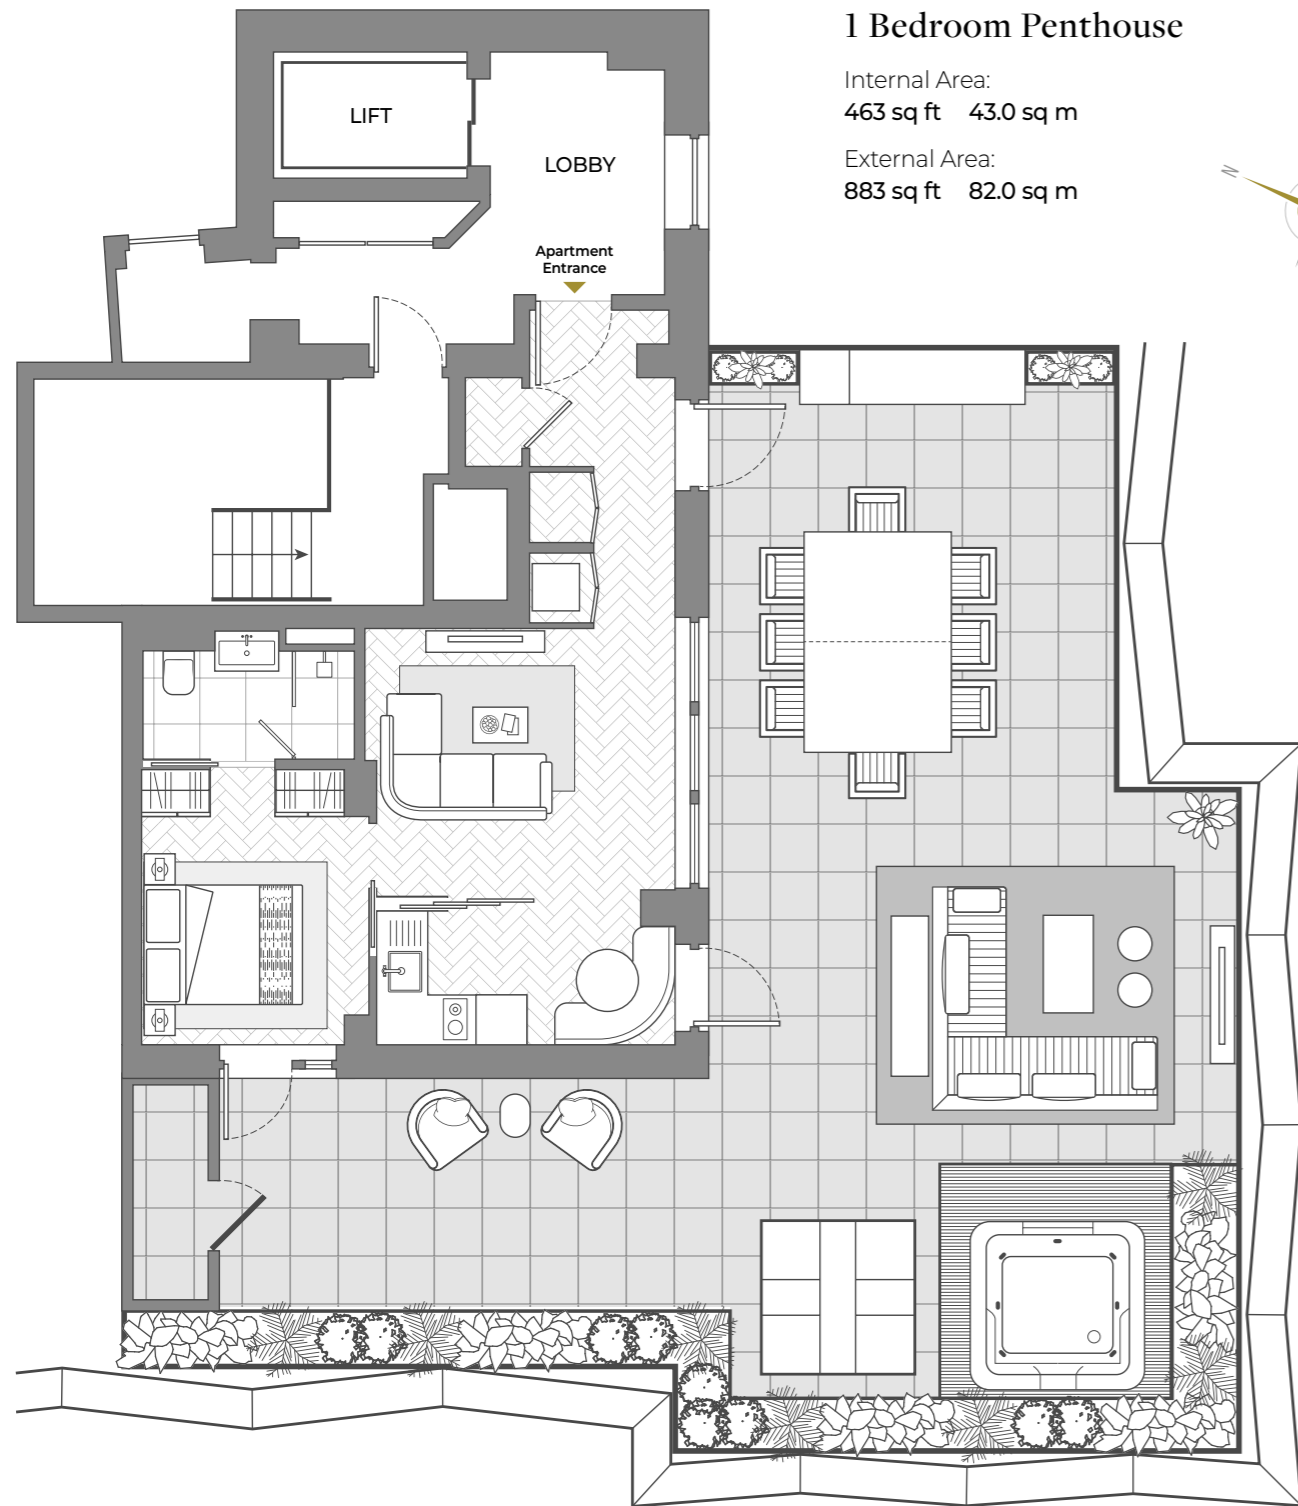 1 Bedroom Penthouse
Internal Area:
463 sq ft 43.0 sq m
External Area:
883 sq ft 82.0 sq m
N
LIFT
LOBBY
Apartment
Entrance